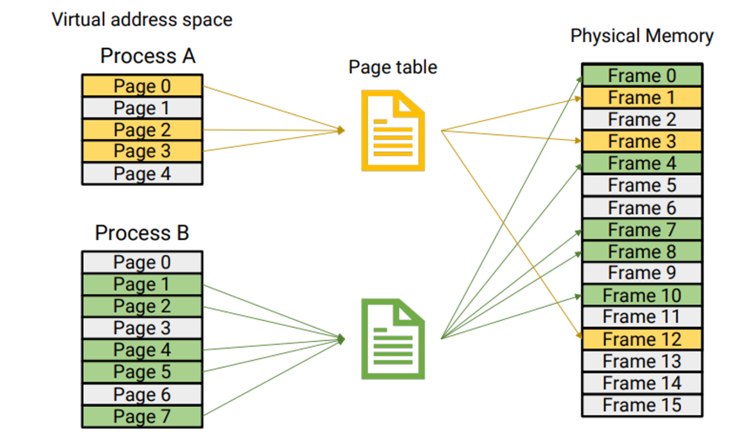 Virtual address space
Process A
Page 0
Page 1
Page 2
Page 3
Page 4
Process B
Page 0
Page 1
Page 2
Page 3
Page 4
Page 5
Page 6
Page 7
Page table
Physical Memory
Frame 0
Frame 1
Frame 2
Frame 3
Frame 4
Frame 5
Frame 6
Frame 7
Frame 8
Frame 9
Frame 10
Frame 11
Frame 12
Frame 13
Frame 14
Frame 15